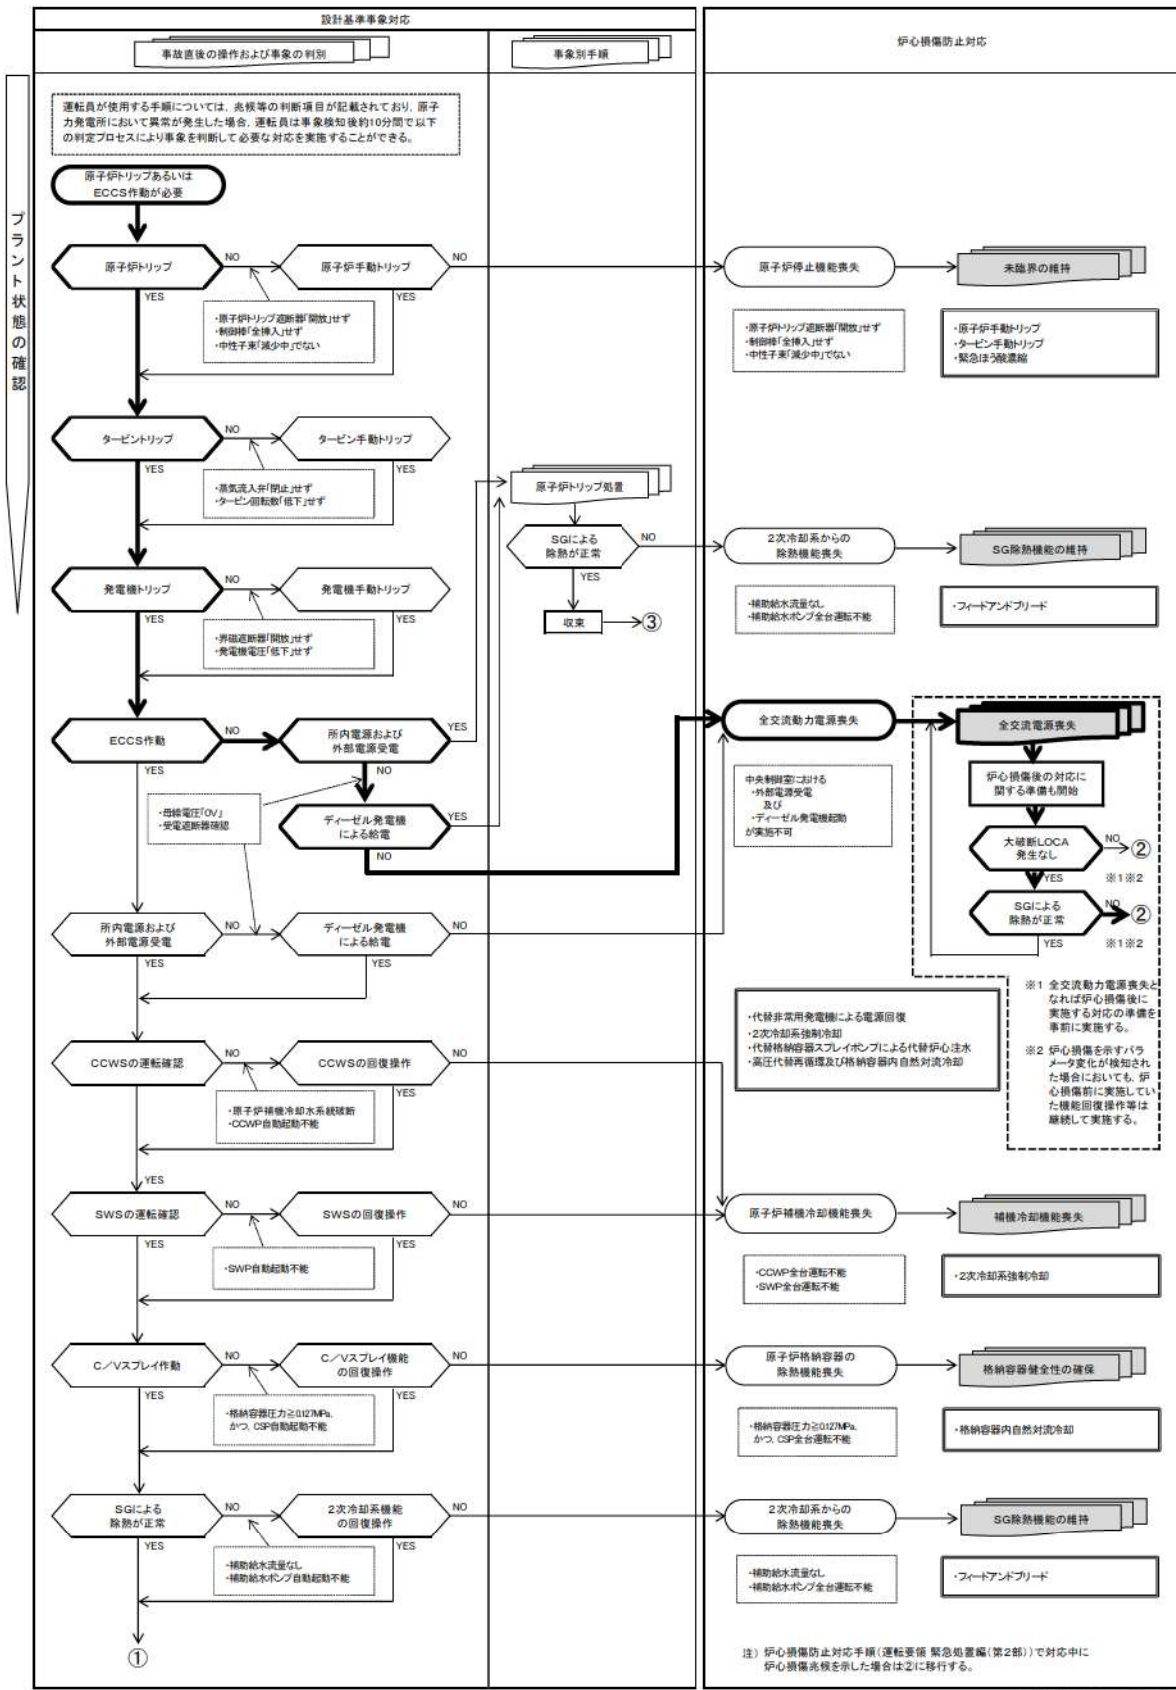 設計基準事象対応
事故直後の操作および事象の判別
事象別手順
炉心損傷防止対応
プラント状態の確認
運転員が使用する手順については、兆候等の判断項目が記載されており、原子
力発電所において異常が発生した場合、運転員は事象検知後約10分間で以下
の判定プロセスにより事象を判断して必要な対応を実施することができる。
原子炉トリップあるいは
ECCS作動が必要
原子炉トリップ
NO
原子炉手動トリップ
NO
原子炉停止機能喪失
未臨界の維持
YES
YES
・原子炉トリップ遮断器「開放」せず
・制御棒「全挿入」せず
・中性子束「減少中」でない
・原子炉トリップ遮断器「開放」せず
・制御棒「全挿入」せず
・中性子束「減少中」でない
・原子炉手動トリップ
・タービン手動トリップ
・緊急ほう酸濃縮
タービントリップ
NO
タービン手動トリップ
YES
YES
・蒸気流入弁「閉止」せず
・タービン回転数「低下」せず
原子炉トリップ処置
SGによる
除熱が正常
NO
YES
収束
③
2次冷却系からの
除熱機能喪失
SG除熱機能の維持
・補助給水流量なし
・補助給水ポンプ全台運転不能
・フィードアンドブリード
発電機トリップ
NO
発電機手動トリップ
YES
YES
・界磁遮断器「開放」せず
・発電機電圧「低下」せず
ECCS作動
NO
所内電源および
外部電源受電
YES
YES
NO
・母線電圧「0V」
・受電遮断器確認
ディーゼル発電機
による給電
YES
NO
全交流動力電源喪失
中央制御室における
・外部電源受電
及び
・ディーゼル発電機起動
が実施不可
全交流電源喪失
炉心損傷後の対応に
関する準備も開始
大破断LOCA
発生なし
NO
②
YES
※1※2
SGによる
除熱が正常
NO
②
YES
※1※2
所内電源および
外部電源受電
NO
ディーゼル発電機
による給電
NO
YES
YES
※1 全交流動力電源喪失と
なれば炉心損傷後に
実施する対応の準備を
事前に実施する。
※2 炉心損傷を示すパラ
メータ変化が検知され
た場合においても、炉
心損傷前に実施してい
た機能回復操作等は
継続して実施する。
・代替非常用発電機による電源回復
・2次冷却系強制冷却
・代替格納容器スプレイポンプによる代替炉心注水
・高圧代替再循環及び格納容器内自然対流冷却
CCWSの運転確認
NO
CCWSの回復操作
NO
YES
・原子炉補機冷却水系統破断
・CCWP自動起動不能
YES
SWSの運転確認
NO
SWSの回復操作
NO
原子炉補機冷却機能喪失
補機冷却機能喪失
YES
YES
・SWP自動起動不能
・CCWP全台運転不能
・SWP全台運転不能
・2次冷却系強制冷却
C／Vスプレイ作動
NO
C／Vスプレイ機能
の回復操作
NO
原子炉格納容器の
除熱機能喪失
格納容器健全性の確保
YES
YES
・格納容器圧力≧0.127MPa、
かつ、CSP自動起動不能
・格納容器圧力≧0.127MPa、
かつ、CSP全台運転不能
・格納容器内自然対流冷却
SGによる
除熱が正常
NO
2次冷却系機能
の回復操作
NO
2次冷却系からの
除熱機能喪失
SG除熱機能の維持
YES
YES
・補助給水流量なし
・補助給水ポンプ自動起動不能
・補助給水流量なし
・補助給水ポンプ全台運転不能
・フィードアンドブリード
①
注） 炉心損傷防止対応手順（運転要領 緊急処置編（第2部））で対応中に
炉心損傷兆候を示した場合は②に移行する。